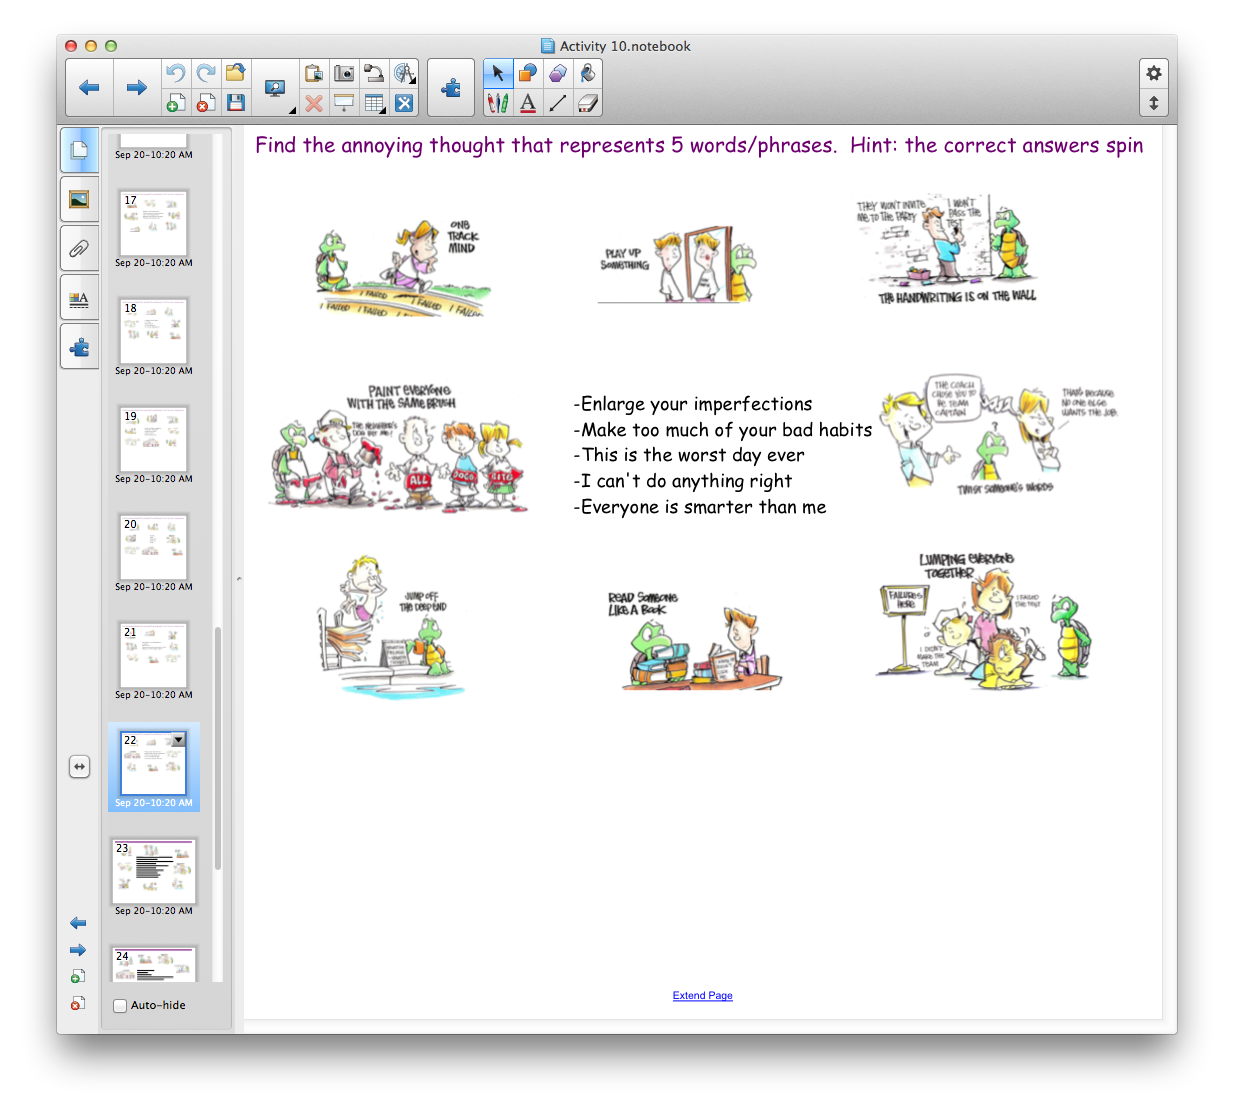 Activity 10.notebook
Sep 20-10:20 AM
17
Sep 20-10:20 AM
18
Sep 20-10:20 AM
19
Sep 20-10:20 AM
20
Sep 20-10:20 AM
21
Sep 20-10:20 AM
22
Sep 20-10:20 AM
23
Sep 20-10:20 AM
24
Auto-hide
Find the annoying thought that represents 5 words/phrases.  Hint: the correct answers spin
ONE
TRACK
MIND
I FAILED I FAILED
I FAILED I FAILED I FAILED
PLAY UP
SOMETHING
THEY WON'T INVITE
ME TO THE PARTY
I WON'T
PASS THE
TEST
THE HANDWRITING IS ON THE WALL
PAINT EVERYONE
WITH THE SAME BRUSH
THE NEIGHBOR'S
DOG BIT ME!
ALL
DOGS
BITE
-Enlarge your imperfections
-Make too much of your bad habits
-This is the worst day ever
-I can't do anything right
-Everyone is smarter than me
THE COACH
CHOSE YOU TO
BE TEAM
CAPTAIN
THAT'S BECAUSE
NO ONE ELSE
WANTS THE JOB
?
TWIST SOMEONE'S WORDS
JUMP OFF
THE DEEP END
READ SOMEONE
LIKE A BOOK
LUMPING EVERYONE
TOGETHER
FAILURES
HERE
I FAILED
THE TEST
I DIDN'T
MAKE THE
TEAM
Extend Page